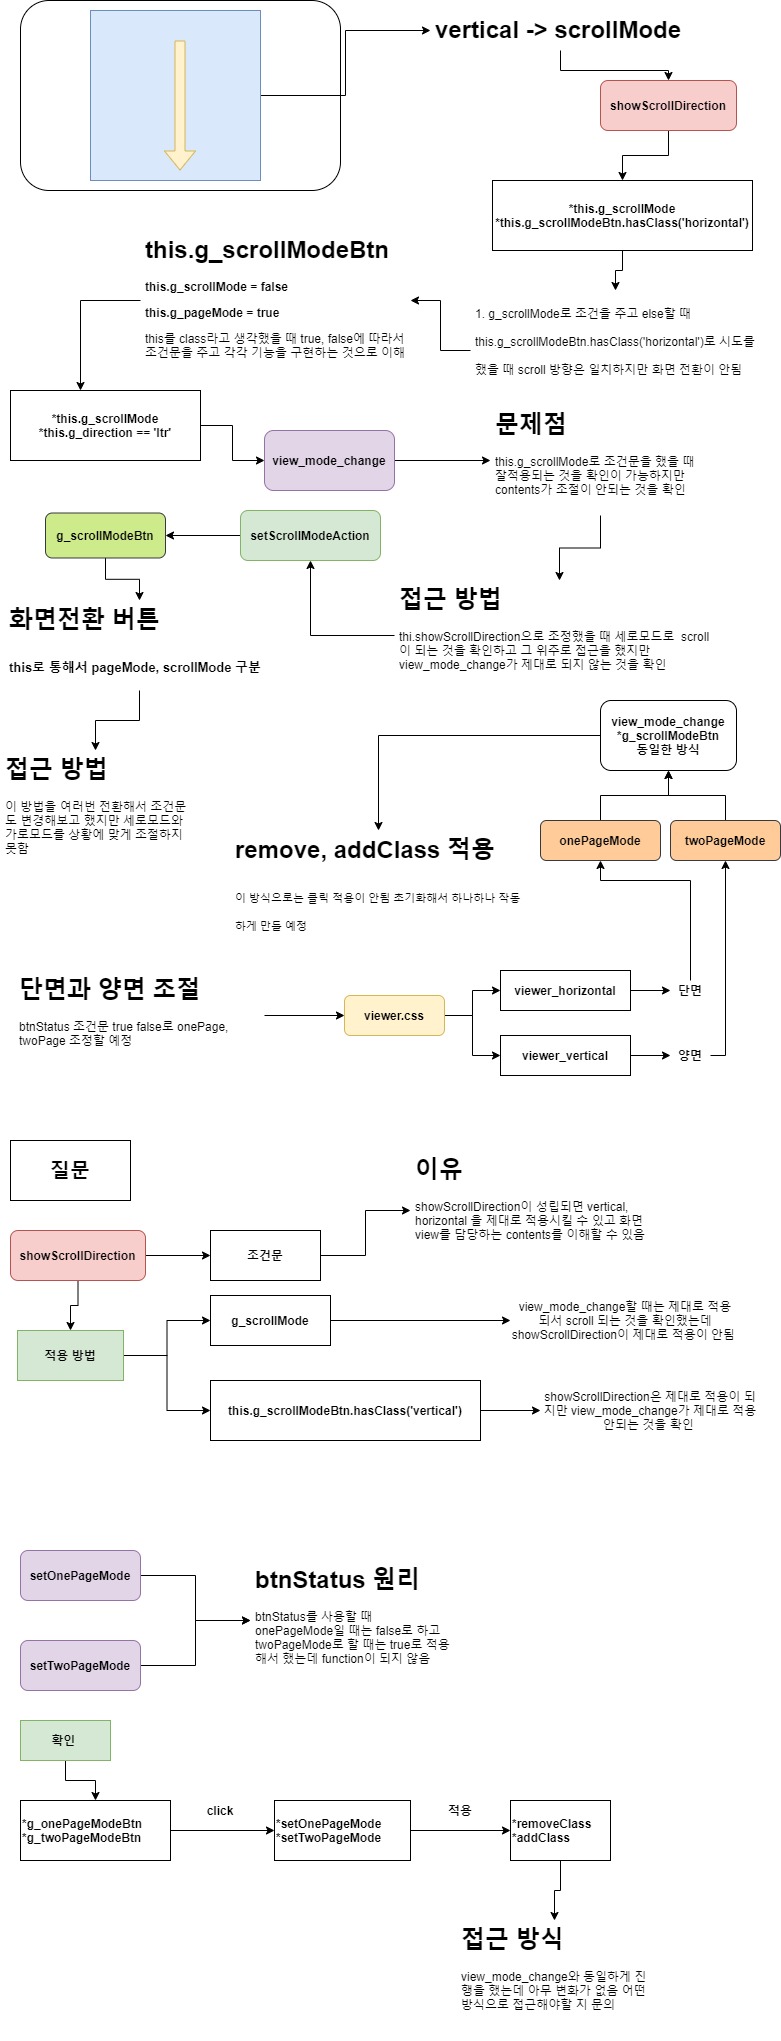 vertical -> scrollMode
showScrollDirection
*this.g_scrollMode
*this.g_scrollModeBtn.hasClass('horizontal')
this.g_scrollModeBtn
this.g_scrollMode = false
this.g_pageMode = true
this를 class라고 생각했을 때 true, false에 따라서
조건문을 주고 각각 기능을 구현하는 것으로 이해
1. g_scrollMode로 조건을 주고 else할 때
this.g_scrollModeBtn.hasClass('horizontal')로 시도를
했을 때 scroll 방향은 일치하지만 화면 전환이 안됨
*this.g_scrollMode
*this.g_direction == 'ltr'
view_mode_change
문제점
this.g_scrollMode로 조건문을 했을 때
잘적용되는 것을 확인이 가능하지만
contents가 조절이 안되는 것을 확인
g_scrollModeBtn
setScrollModeAction
접근 방법
thi.showScrollDirection으로 조정했을 때 세로모드로 scroll
이 되는 것을 확인하고 그 위주로 접근을 했지만
view_mode_change가 제대로 되지 않는 것을 확인
화면전환 버튼
this로 통해서 pageMode, scrollMode 구분
접근 방법
이 방법을 여러번 전환해서 조건문
도 변경해보고 했지만 세로모드와
가로모드를 상황에 맞게 조절하지
못함
view_mode_change
*g_scrollModeBtn
동일한 방식
onePageMode
twoPageMode
remove, addClass 적용
이 방식으로는 클릭 적용이 안됨 초기화해서 하나하나 작동
하게 만들 예정
단면과 양면 조절
btnStatus 조건문 true false로 onePage,
twoPage 조정할 예정
viewer.css
viewer_horizontal
단면
viewer_vertical
양면
질문
이유
showScrollDirection이 성립되면 vertical,
horizontal 을 제대로 적용시킬 수 있고 화면
view를 담당하는 contents를 이해할 수 있음
showScrollDirection
조건문
적용 방법
g_scrollMode
view_mode_change할 때는 제대로 적용
되서 scroll 되는 것을 확인했는데
showScrollDirection이 제대로 적용이 안됨
this.g_scrollModeBtn.hasClass('vertical')
showScrollDirection은 제대로 적용이 되
지만 view_mode_change가 제대로 적용
안되는 것을 확인
setOnePageMode
setTwoPageMode
btnStatus 원리
btnStatus를 사용할 때
onePageMode일 때는 false로 하고
twoPageMode로 할 때는 true로 적용
해서 했는데 function이 되지 않음
확인
*g_onePageModeBtn
*g_twoPageModeBtn
click
*setOnePageMode
*setTwoPageMode
적용
*removeClass
*addClass
접근 방식
view_mode_change와 동일하게 진
행을 했는데 아무 변화가 없음 어떤
방식으로 접근해야할 지 문의